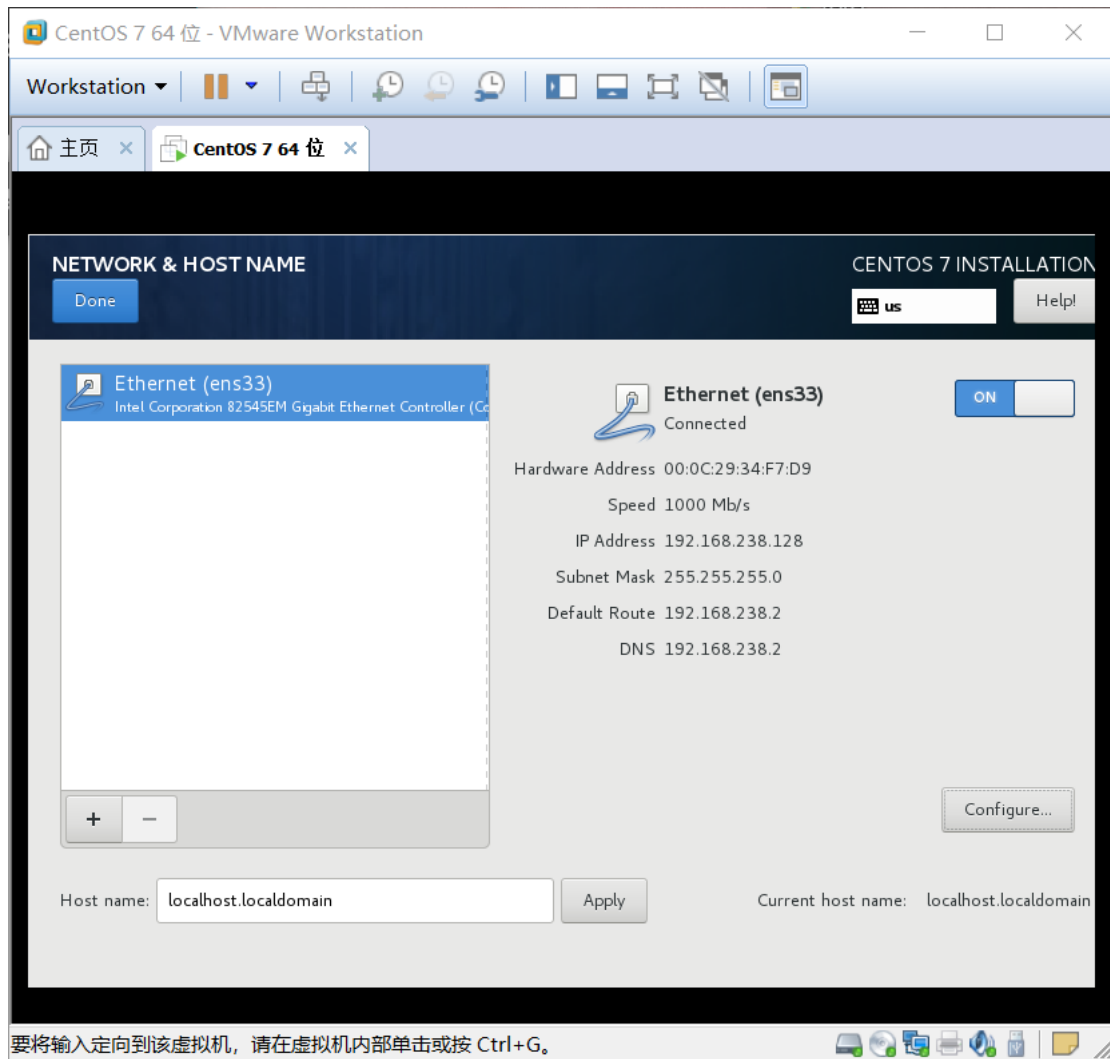 CentOS 7 64 位 - VMware Workstation
Workstation
主页
CentOS 7 64 位
NETWORK & HOST NAME
CENTOS 7 INSTALLATION
Done
us
Help!
Ethernet (ens33)
Intel Corporation 82545EM Gigabit Ethernet Controller (Co
Ethernet (ens33)
Connected
ON
Hardware Address 00:0C:29:34:F7:D9
Speed 1000 Mb/s
IP Address 192.168.238.128
Subnet Mask 255.255.255.0
Default Route 192.168.238.2
DNS 192.168.238.2
+ −
Configure...
Host name: localhost.localdomain Apply Current host name: localhost.localdomain
要将输入定向到该虚拟机，请在虚拟机内部单击或按 Ctrl+G。